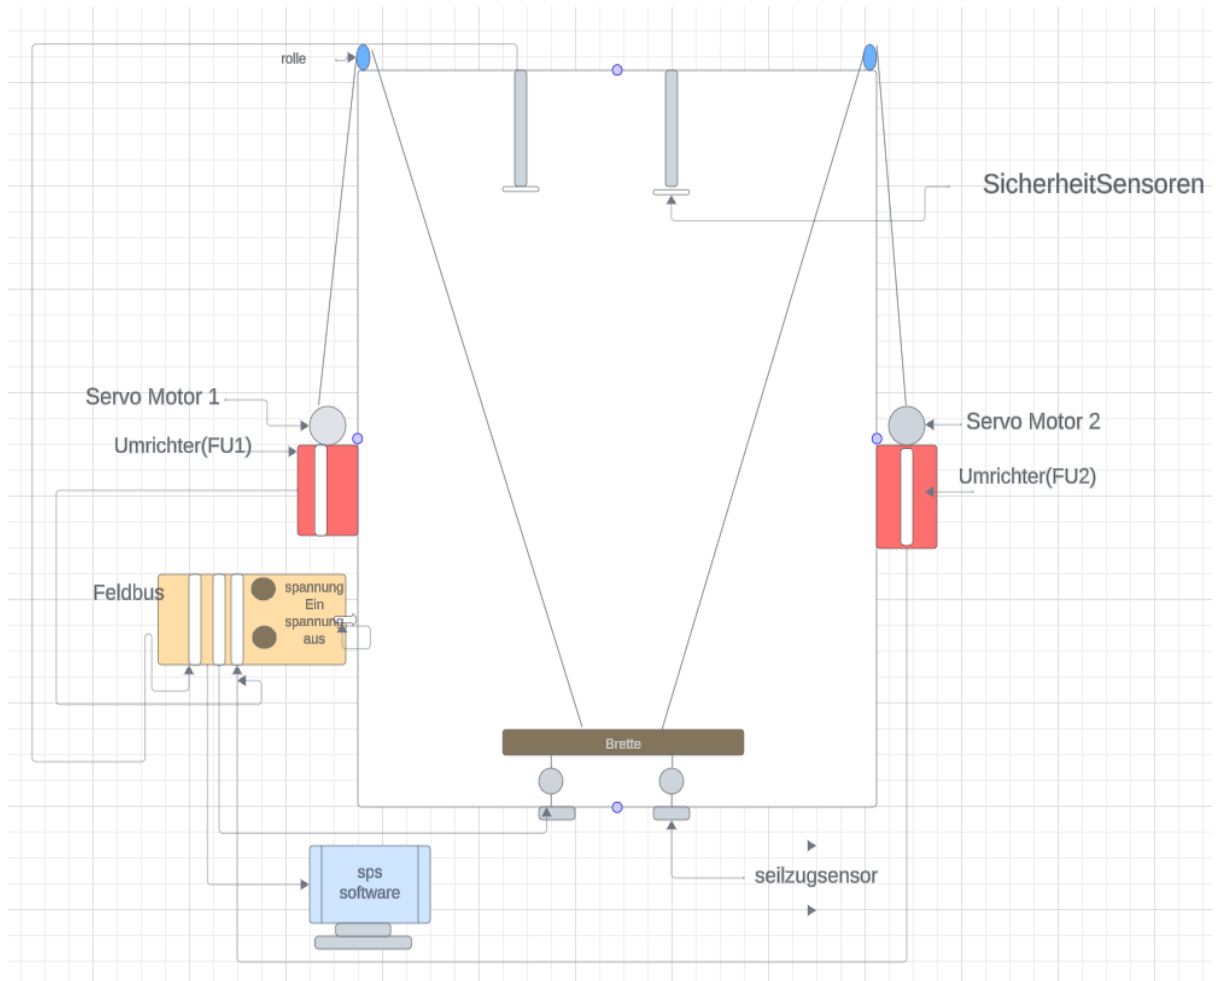 rolle
SicherheitSensoren
Servo Motor 1
Umrichter(FU1)
Servo Motor 2
Umrichter(FU2)
Feldbus
spannung
Ein
spannung
aus
Brette
sps
software
seilzugsensor